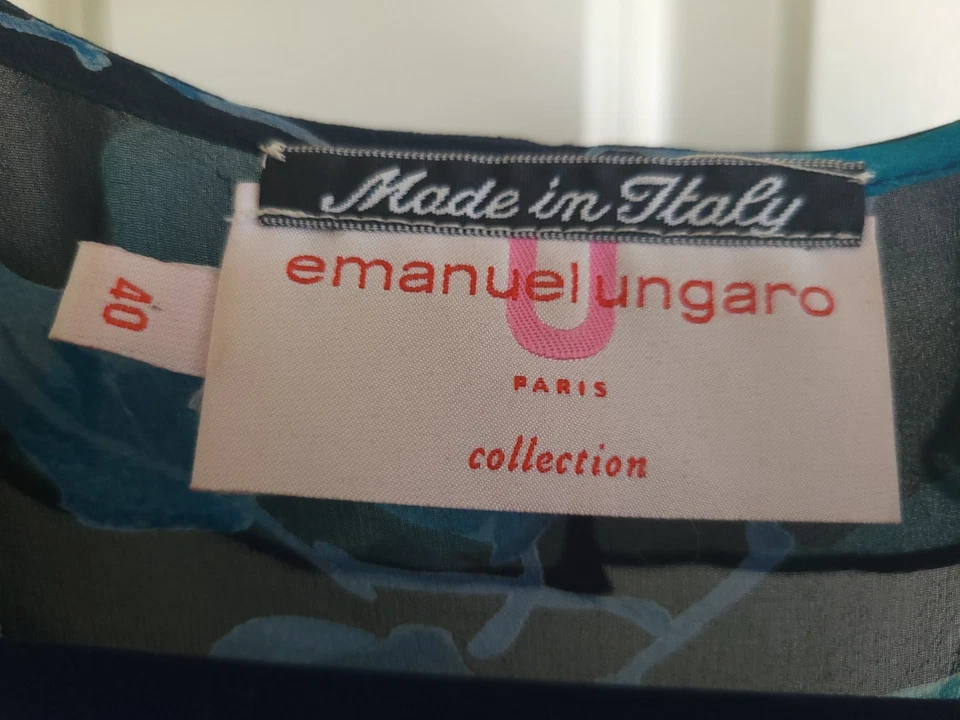 Made in Italy
U
emanuel ungaro
PARIS
collection
40